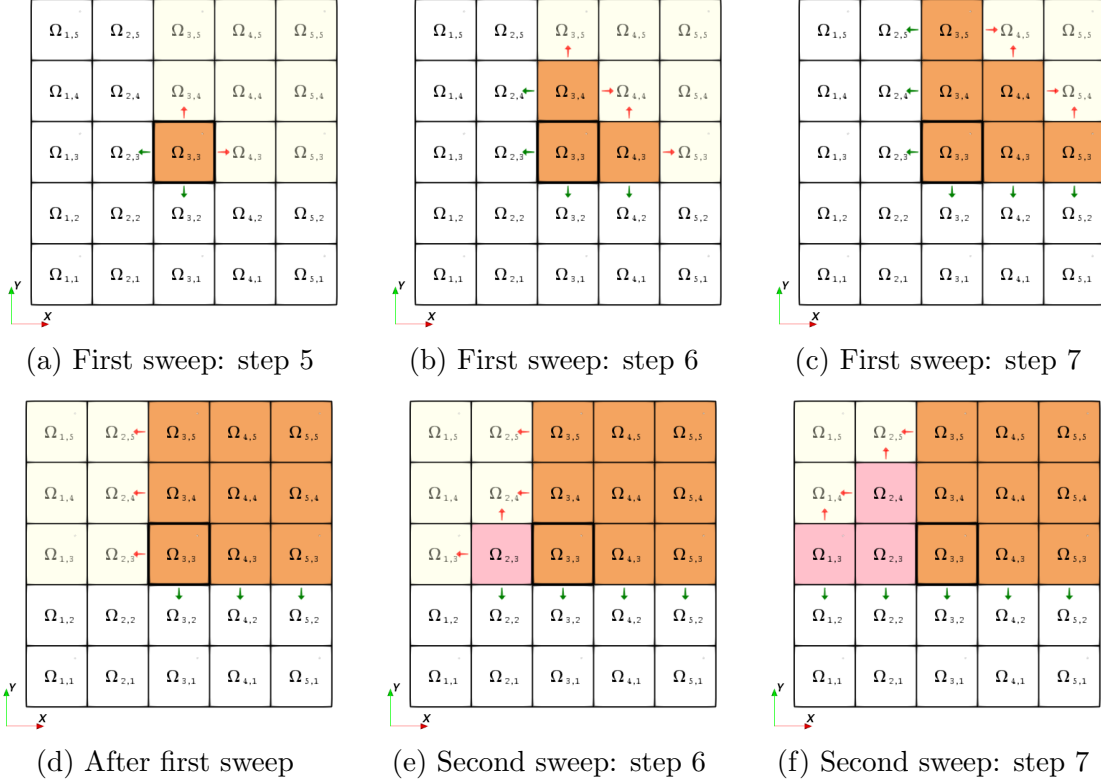 Ω1,5 Ω2,5 Ω3,5 Ω4,5 Ω5,5
Ω1,4 Ω2,4 Ω3,4 Ω4,4 Ω5,4
Ω1,3 Ω2,3 Ω3,3 Ω4,3 Ω5,3
Ω1,2 Ω2,2 Ω3,2 Ω4,2 Ω5,2
Ω1,1 Ω2,1 Ω3,1 Ω4,1 Ω5,1
Y
X
(a) First sweep: step 5
Ω1,5 Ω2,5 Ω3,5 Ω4,5 Ω5,5
Ω1,4 Ω2,4 Ω3,4 Ω4,4 Ω5,4
Ω1,3 Ω2,3 Ω3,3 Ω4,3 Ω5,3
Ω1,2 Ω2,2 Ω3,2 Ω4,2 Ω5,2
Ω1,1 Ω2,1 Ω3,1 Ω4,1 Ω5,1
Y
X
(b) First sweep: step 6
Ω1,5 Ω2,5 Ω3,5 Ω4,5 Ω5,5
Ω1,4 Ω2,4 Ω3,4 Ω4,4 Ω5,4
Ω1,3 Ω2,3 Ω3,3 Ω4,3 Ω5,3
Ω1,2 Ω2,2 Ω3,2 Ω4,2 Ω5,2
Ω1,1 Ω2,1 Ω3,1 Ω4,1 Ω5,1
Y
X
(c) First sweep: step 7
Ω1,5 Ω2,5 Ω3,5 Ω4,5 Ω5,5
Ω1,4 Ω2,4 Ω3,4 Ω4,4 Ω5,4
Ω1,3 Ω2,3 Ω3,3 Ω4,3 Ω5,3
Ω1,2 Ω2,2 Ω3,2 Ω4,2 Ω5,2
Ω1,1 Ω2,1 Ω3,1 Ω4,1 Ω5,1
Y
X
(d) After first sweep
Ω1,5 Ω2,5 Ω3,5 Ω4,5 Ω5,5
Ω1,4 Ω2,4 Ω3,4 Ω4,4 Ω5,4
Ω1,3 Ω2,3 Ω3,3 Ω4,3 Ω5,3
Ω1,2 Ω2,2 Ω3,2 Ω4,2 Ω5,2
Ω1,1 Ω2,1 Ω3,1 Ω4,1 Ω5,1
Y
X
(e) Second sweep: step 6
Ω1,5 Ω2,5 Ω3,5 Ω4,5 Ω5,5
Ω1,4 Ω2,4 Ω3,4 Ω4,4 Ω5,4
Ω1,3 Ω2,3 Ω3,3 Ω4,3 Ω5,3
Ω1,2 Ω2,2 Ω3,2 Ω4,2 Ω5,2
Ω1,1 Ω2,1 Ω3,1 Ω4,1 Ω5,1
Y
X
(f) Second sweep: step 7